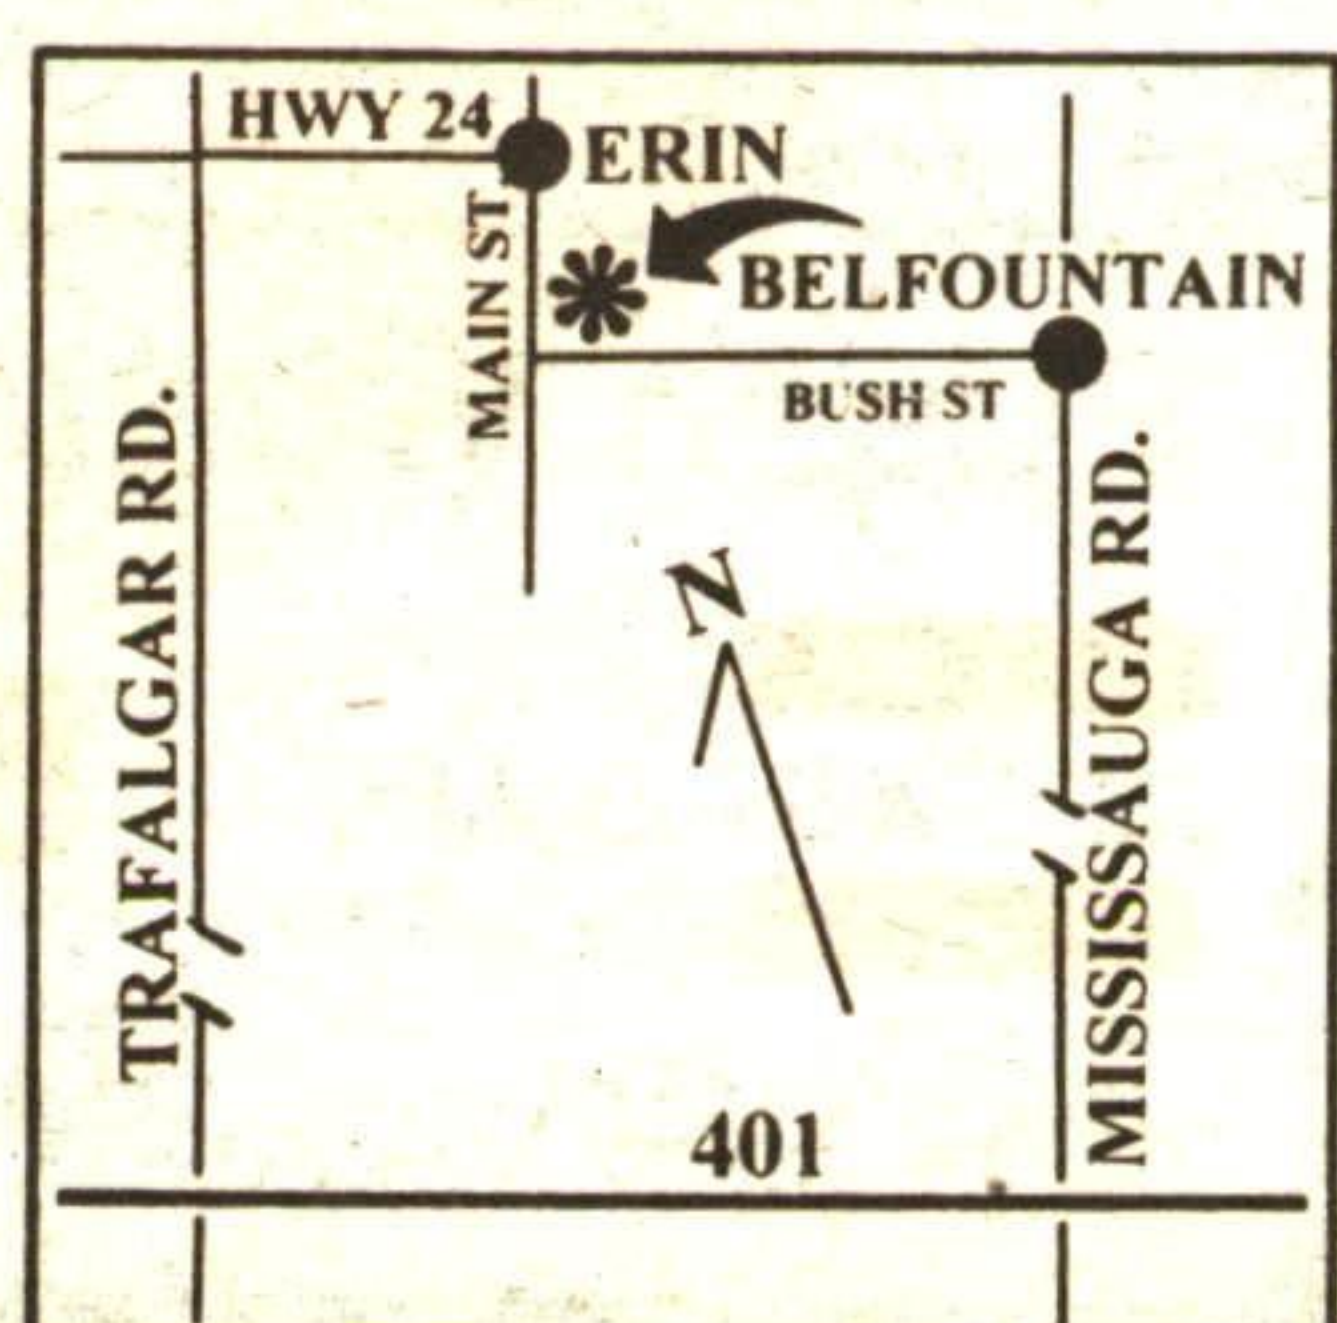 HWY 24
ERIN
MAIN ST.
BELFOUNTAIN
BUSH ST
TRAFALGAR RD.
MISSISSAUGA RD.
N
401